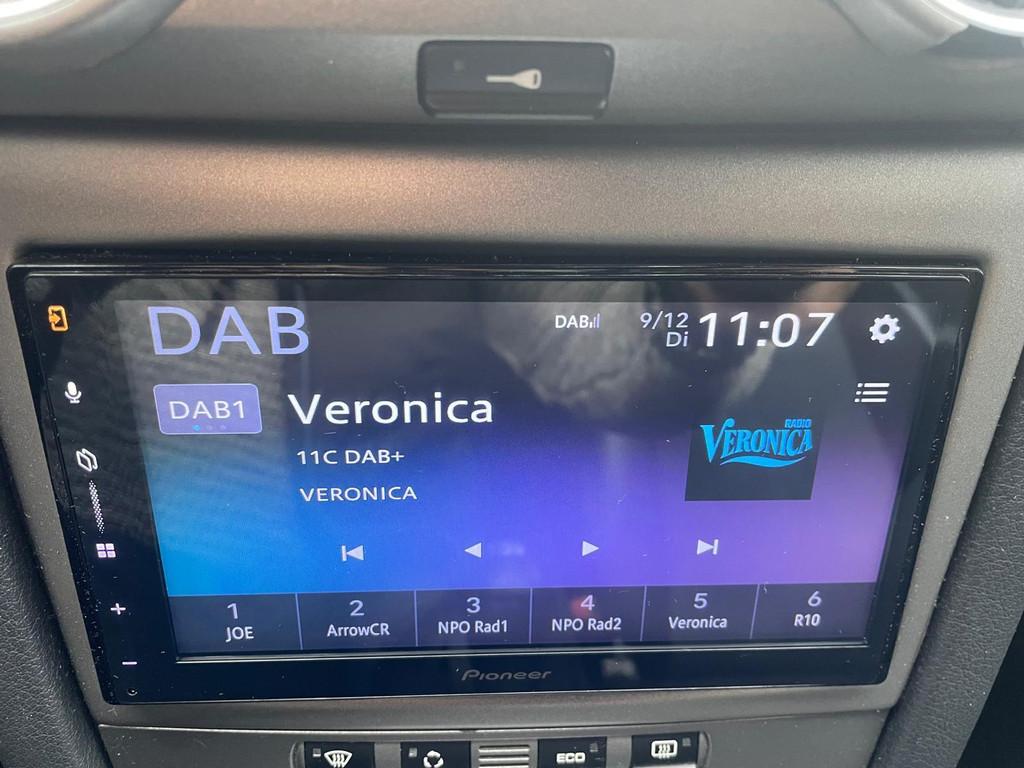 DAB
DAB
9/12
Di
11:07
DAB1
Veronica
11C DAB+
VERONICA
RADIO
VERONICA
1
JOE
2
ArrowCR
3
NPO Rad1
4
NPO Rad2
5
Veronica
6
R10
Pioneer
ECO